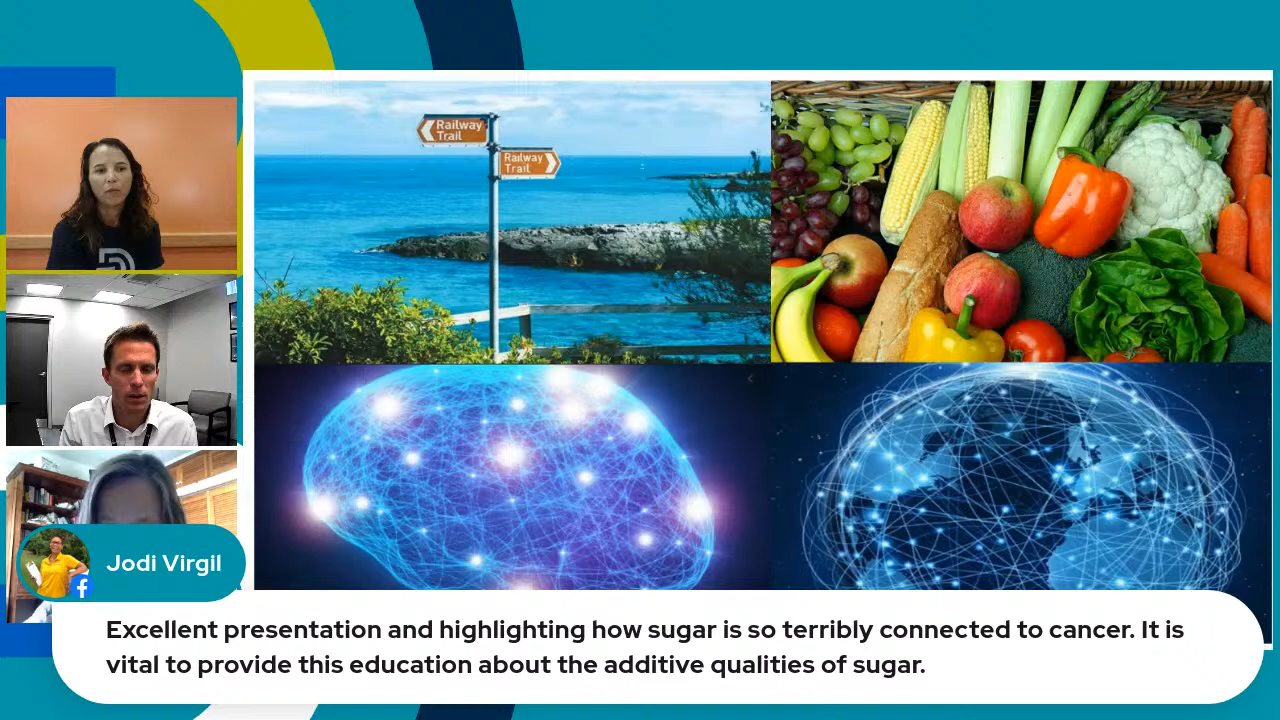 Railway
Trail
Railway
Trail
Jodi Virgil
Excellent presentation and highlighting how sugar is so terribly connected to cancer. It is
vital to provide this education about the additive qualities of sugar.